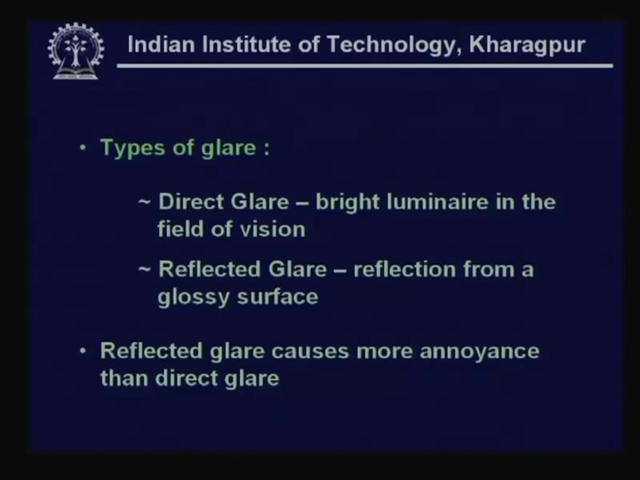 Indian Institute of Technology, Kharagpur
• Types of glare :
~ Direct Glare – bright luminaire in the
field of vision
~ Reflected Glare – reflection from a
glossy surface
• Reflected glare causes more annoyance
than direct glare